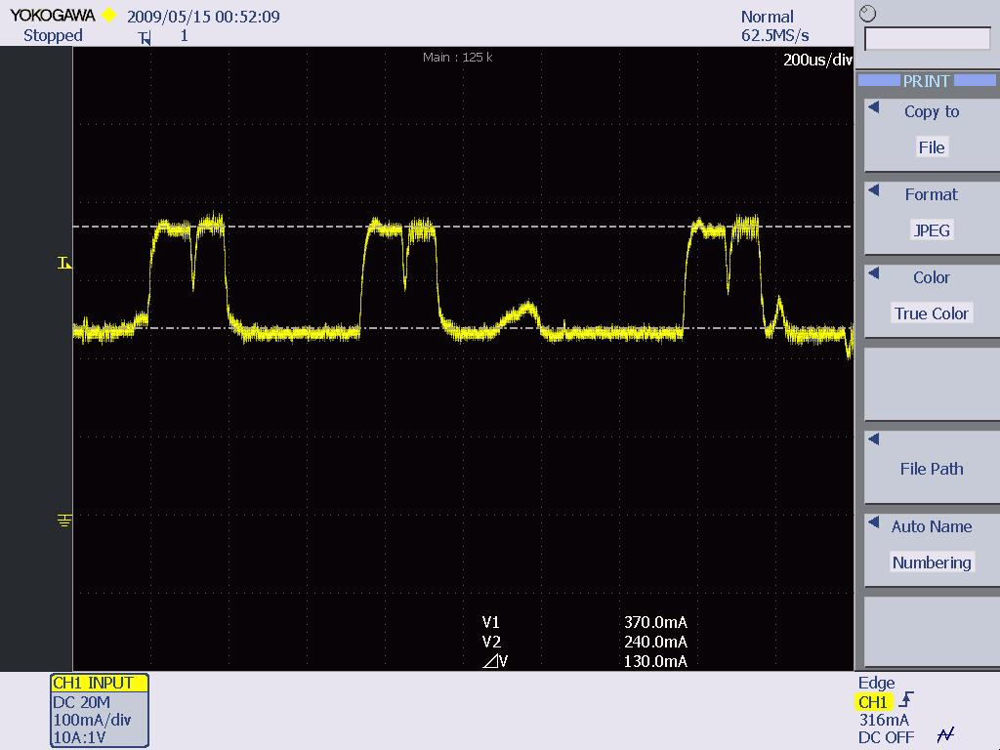 YOKOGAWA 2009/05/15 00:52:09
Normal
Stopped
1
62.5MS/s
Main : 125 k
200us/div
PRINT
Copy to
File
Format
JPEG
Color
True Color
File Path
Auto Name
Numbering
V1 370.0mA
V2 240.0mA
⊿V 130.0mA
CH1 INPUT
DC 20M
100mA/div
10A:1V
Edge
CH1
316mA
DC OFF